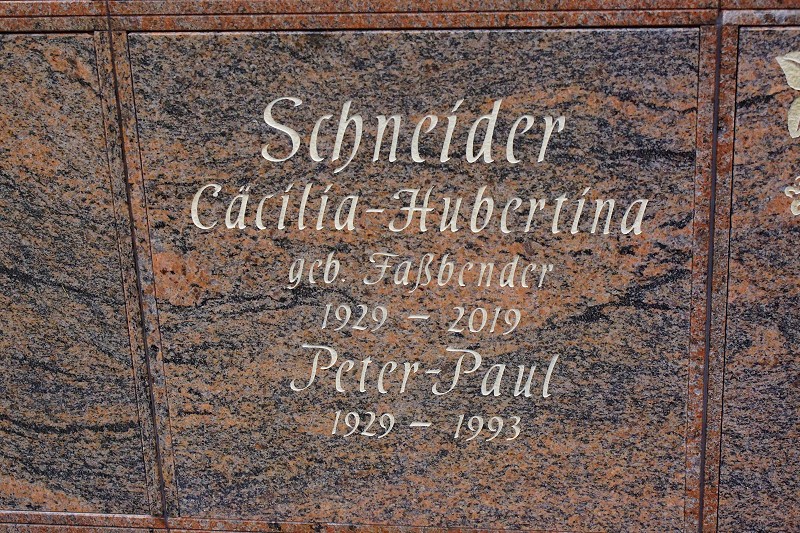 Schneider
Cäcilia-Hubertina
geb. Faßbender
1929 – 2019
Peter-Paul
1929 – 1993